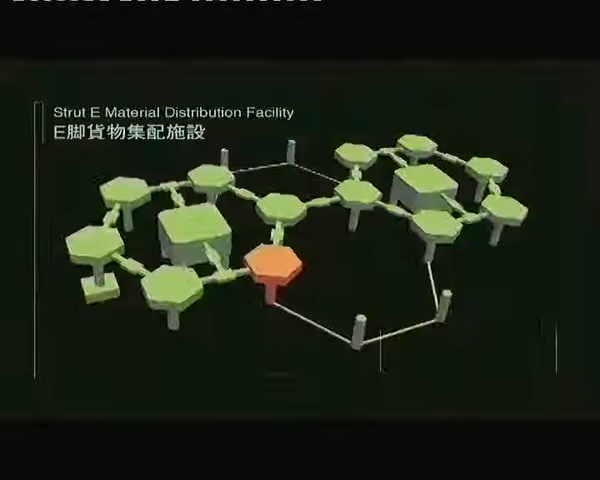 Strut E Material Distribution Facility
E脚貨物集配施設